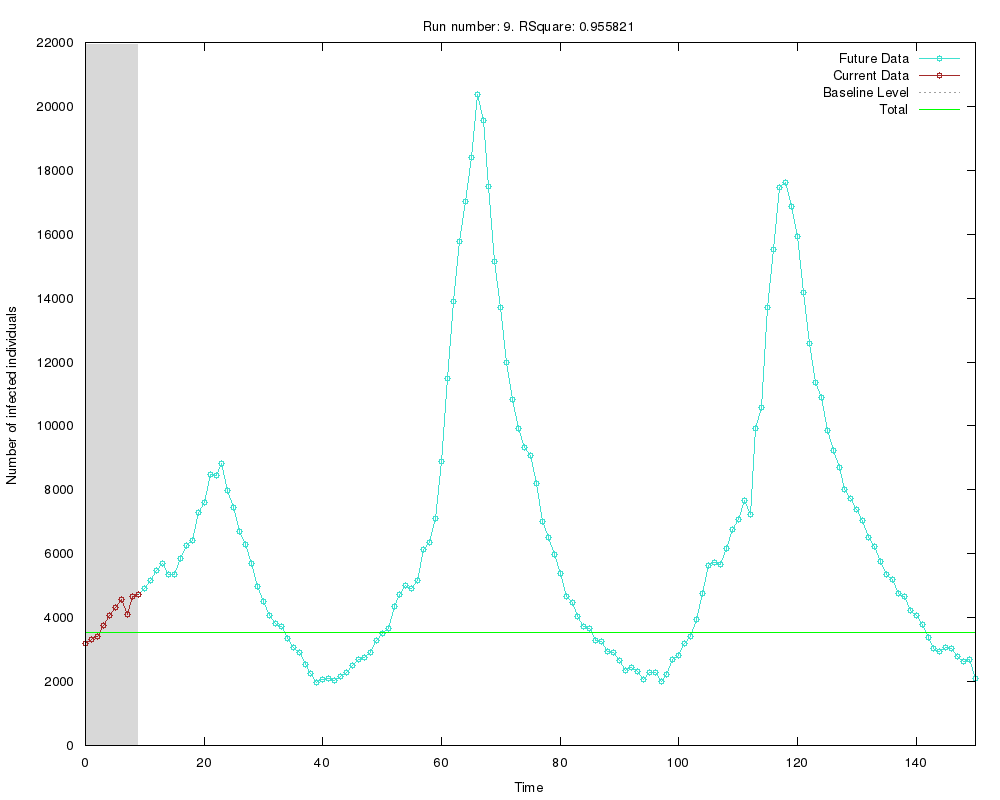 Run number: 9. RSquare: 0.955821
Future Data
Current Data
Baseline Level
Total
22000
20000
18000
16000
14000
12000
10000
8000
6000
4000
2000
0
Number of infected individuals
0 20 40 60 80 100 120 140
Time